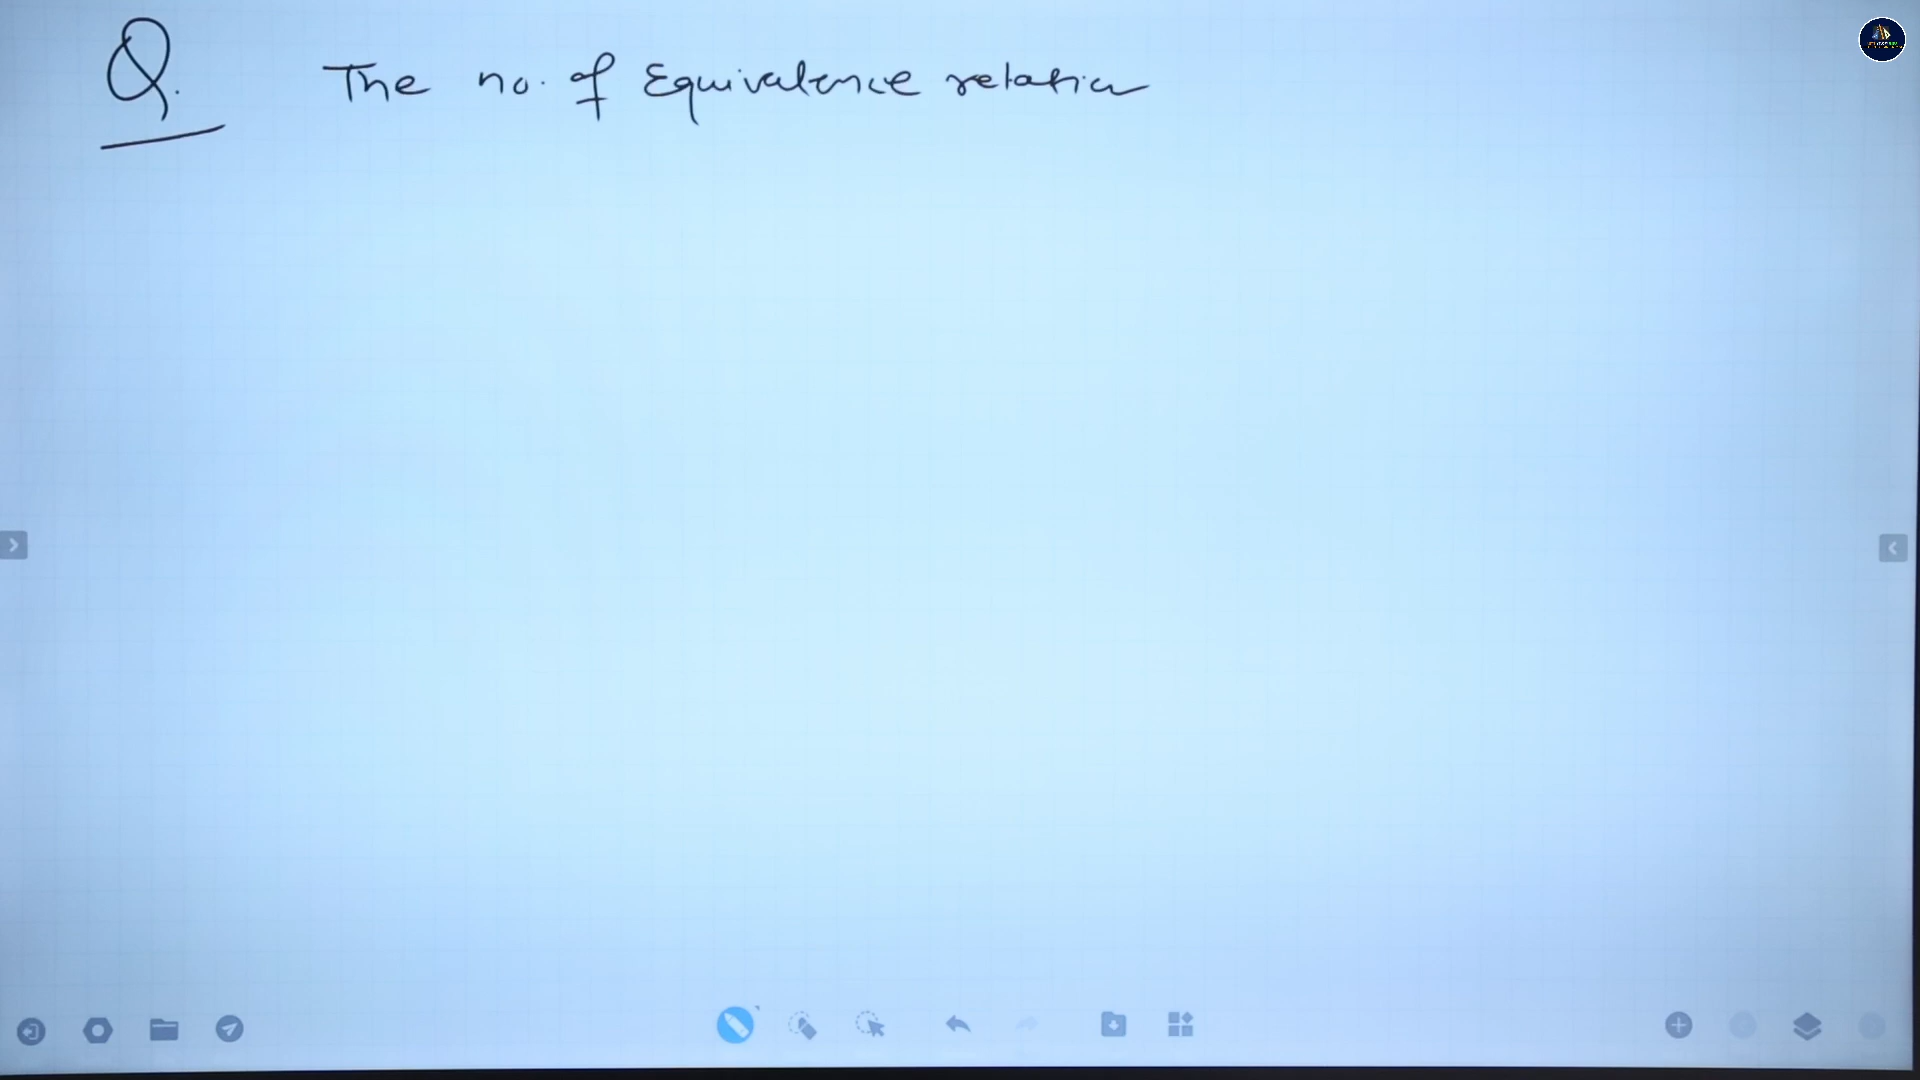 Q. The no. of Equivalence relation